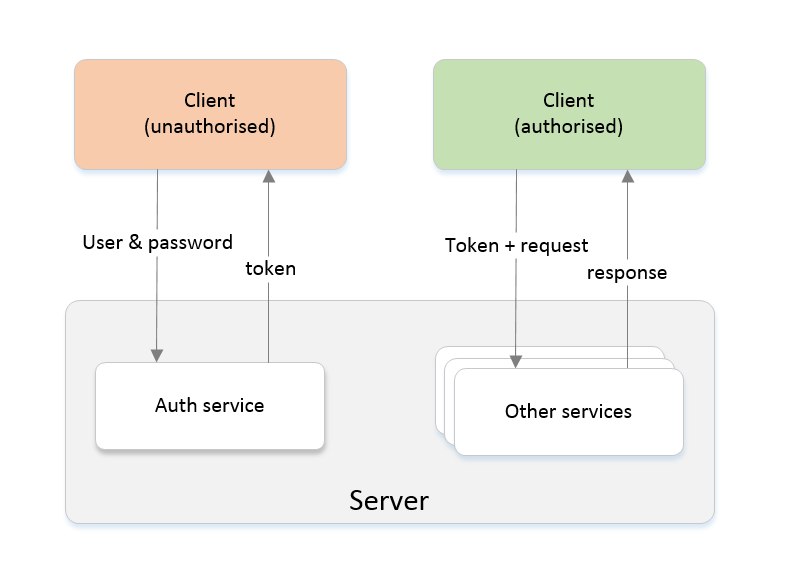 Client
(unauthorised)
Client
(authorised)
User & password
token
Token + request
response
Auth service
Other services
Server